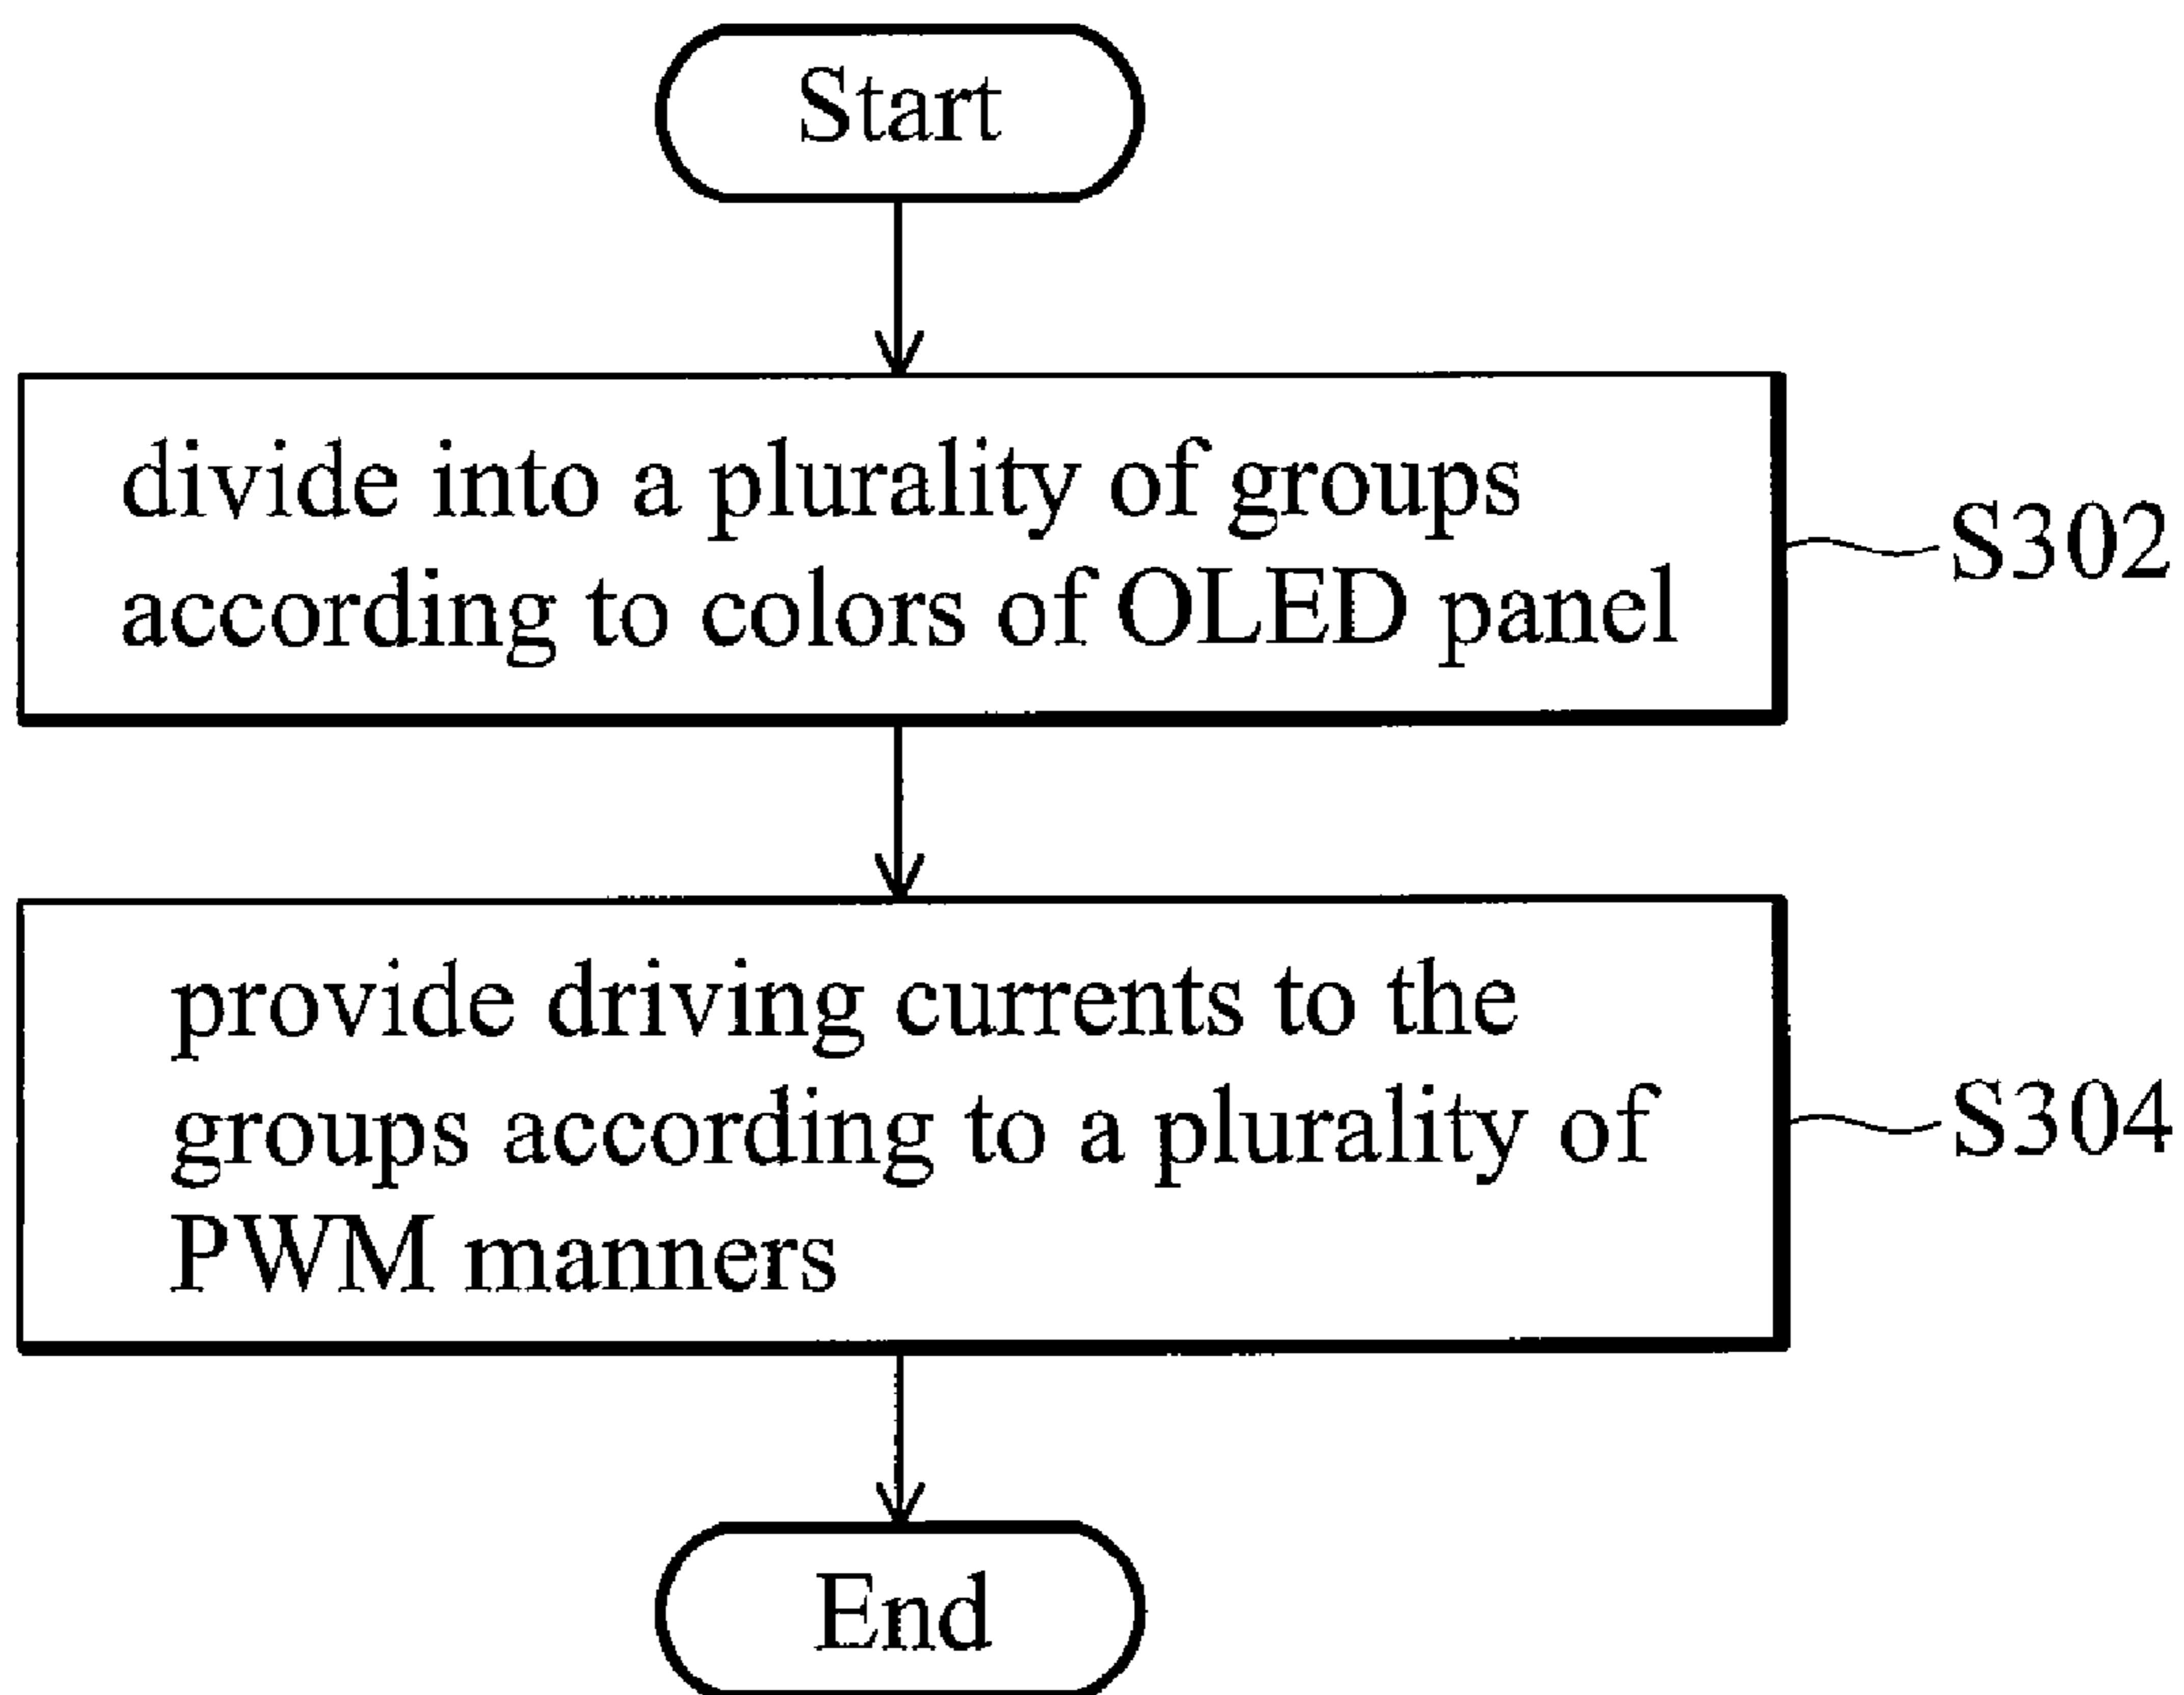 Start
divide into a plurality of groups
according to colors of OLED panel
S302
provide driving currents to the
groups according to a plurality of
PWM manners
S304
End